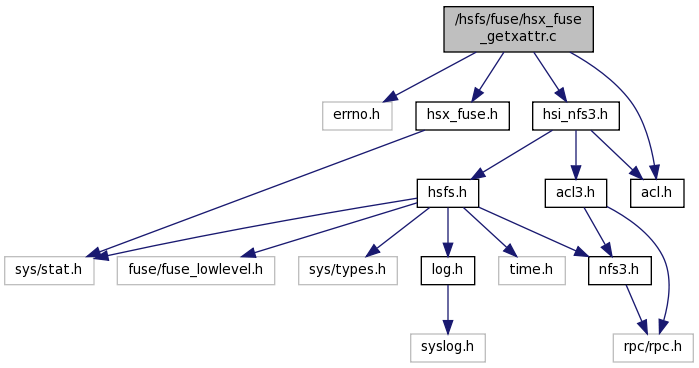 /hsfs/fuse/hsx_fuse
_getxattr.c
errno.h
hsx_fuse.h
hsi_nfs3.h
hsfs.h
acl3.h
acl.h
sys/stat.h
fuse/fuse_lowlevel.h
sys/types.h
log.h
time.h
nfs3.h
syslog.h
rpc/rpc.h